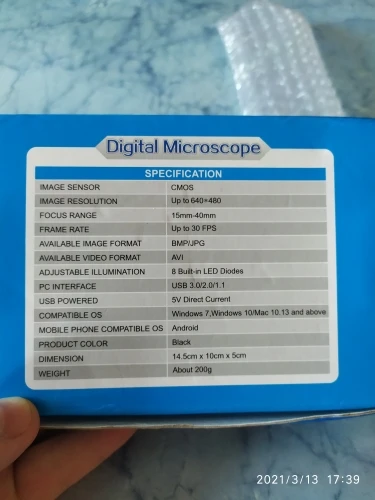 Digital Microscope
SPECIFICATION
IMAGE SENSOR CMOS
IMAGE RESOLUTION Up to 640*480
FOCUS RANGE 15mm-40mm
FRAME RATE Up to 30 FPS
AVAILABLE IMAGE FORMAT BMP/JPG
AVAILABLE VIDEO FORMAT AVI
ADJUSTABLE ILLUMINATION 8 Built-in LED Diodes
PC INTERFACE USB 3.0/2.0/1.1
USB POWERED 5V Direct Current
COMPATIBLE OS Windows 7,Windows 10/Mac 10.13 and above
MOBILE PHONE COMPATIBLE OS Android
PRODUCT COLOR Black
DIMENSION 14.5cm x 10cm x 5cm
WEIGHT About 200g
2021/3/13 17:39